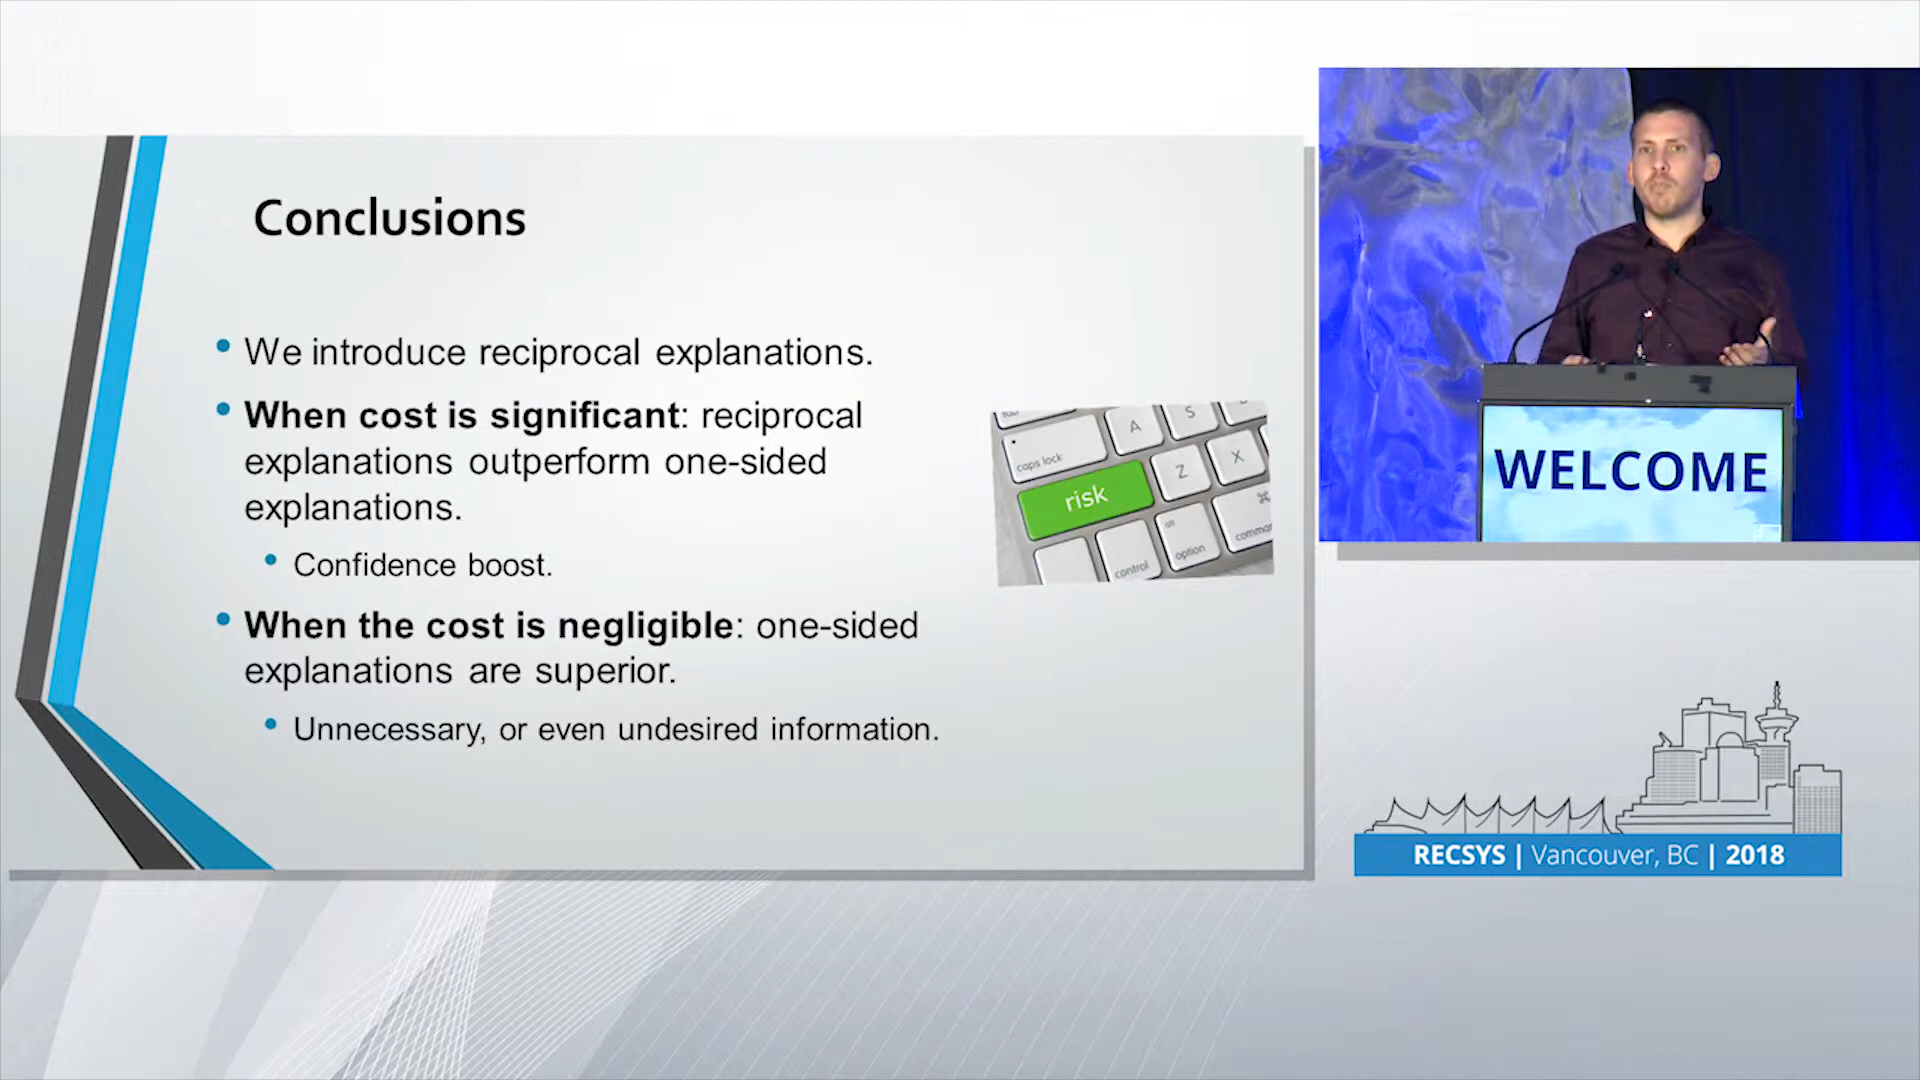 Conclusions
• We introduce reciprocal explanations.
• When cost is significant: reciprocal
explanations outperform one-sided
explanations.
• Confidence boost.
• When the cost is negligible: one-sided
explanations are superior.
• Unnecessary, or even undesired information.
A
S
caps lock
risk
Z
X
alt
control
option
⌘
WELCOME
RECSYS | Vancouver, BC | 2018